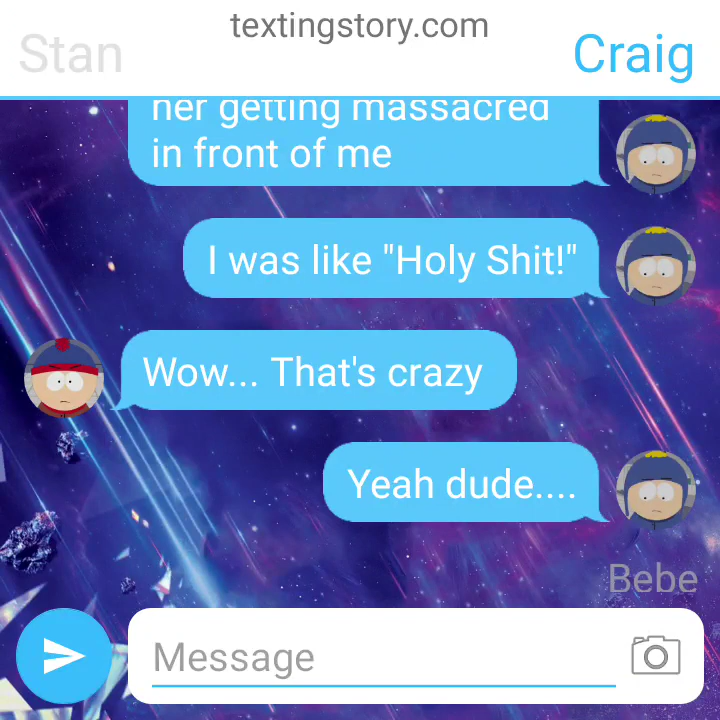 textingstory.com
Stan
Craig
her getting massacred
in front of me
I was like "Holy Shit!"
Wow... That's crazy
Yeah dude....
Bebe
Message